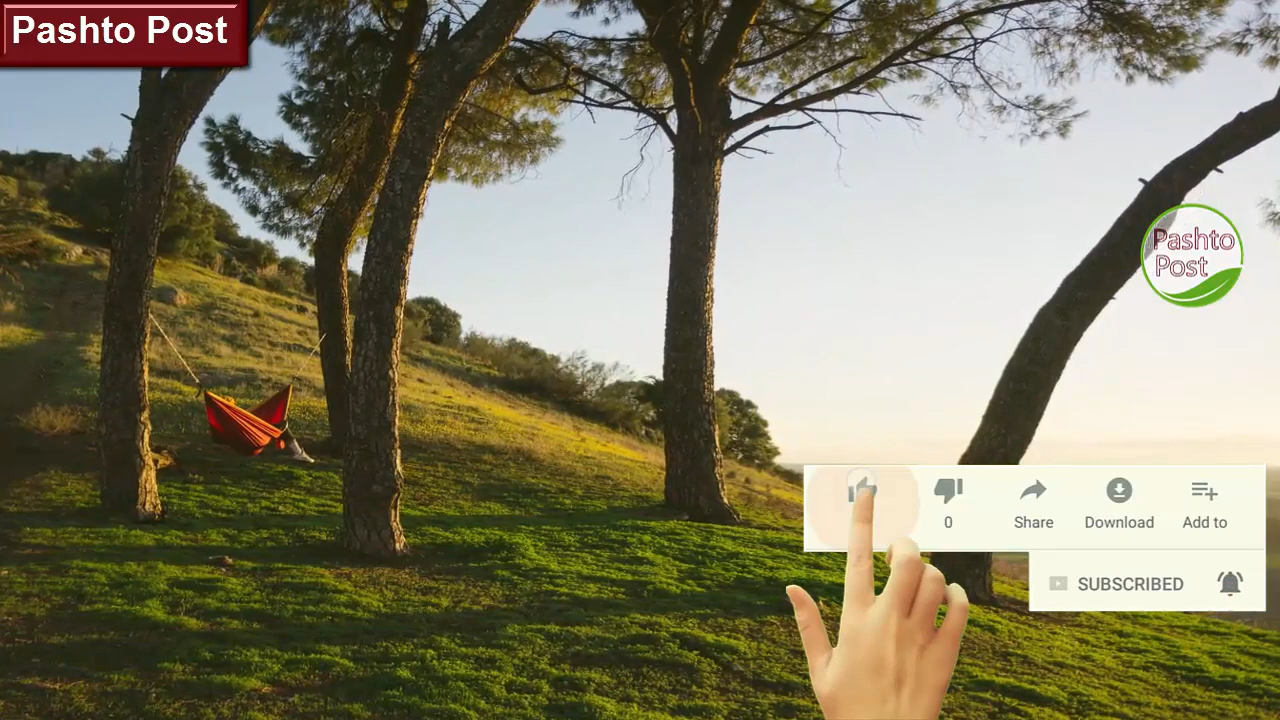 Pashto Post
Pashto
Post
0
Share
Download
Add to
SUBSCRIBED